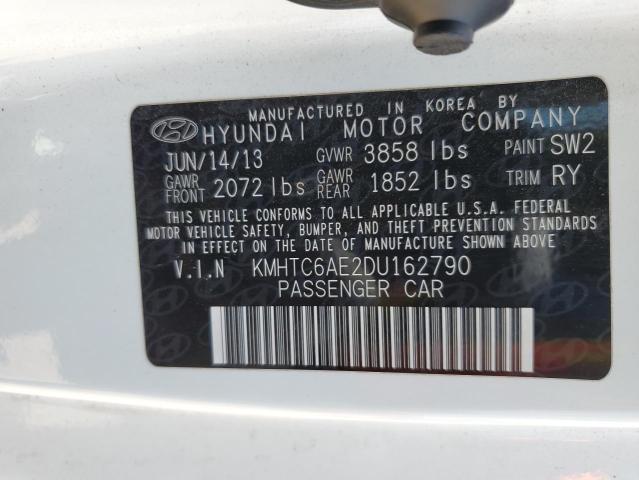 MANUFACTURED IN KOREA BY
HYUNDAI MOTOR COMPANY
JUN/14/13 GVWR 3858 lbs PAINT SW2
GAWR FRONT 2072 lbs GAWR REAR 1852 lbs TRIM RY
THIS VEHICLE CONFORMS TO ALL APPLICABLE U.S.A. FEDERAL
MOTOR VEHICLE SAFETY, BUMPER, AND THEFT PREVENTION STANDARDS
IN EFFECT ON THE DATE OF MANUFACTURE SHOWN ABOVE
V.I.N KMHTC6AE2DU162790
PASSENGER CAR